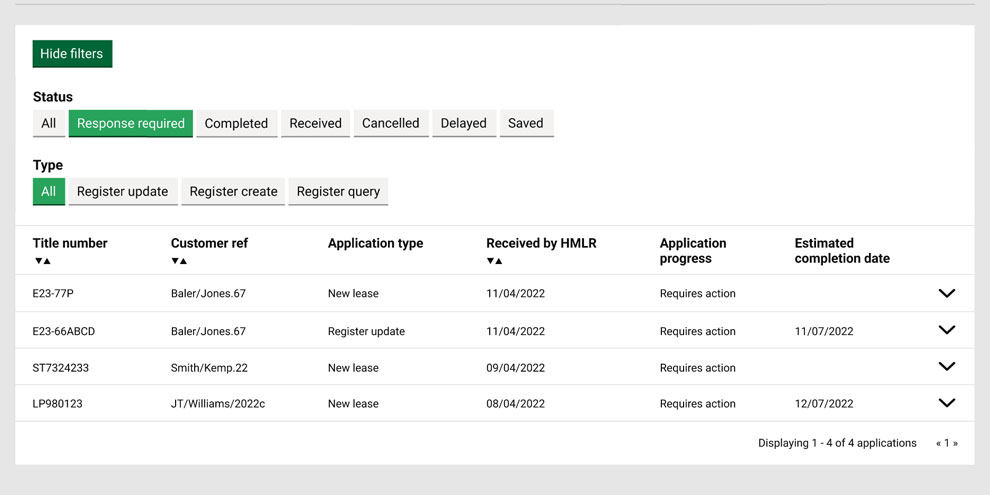 Hide filters
Status
All Response required Completed Received Cancelled Delayed Saved
Type
All Register update Register create Register query
Title number Customer ref Application type Received by HMLR Application progress Estimated completion date
▼▲ ▼▲ ▼▲
E23-77P Baler/Jones.67 New lease 11/04/2022 Requires action
E23-66ABCD Baler/Jones.67 Register update 11/04/2022 Requires action 11/07/2022
ST7324233 Smith/Kemp.22 New lease 09/04/2022 Requires action
LP980123 JT/Williams/2022c New lease 08/04/2022 Requires action 12/07/2022
Displaying 1 - 4 of 4 applications « 1 »